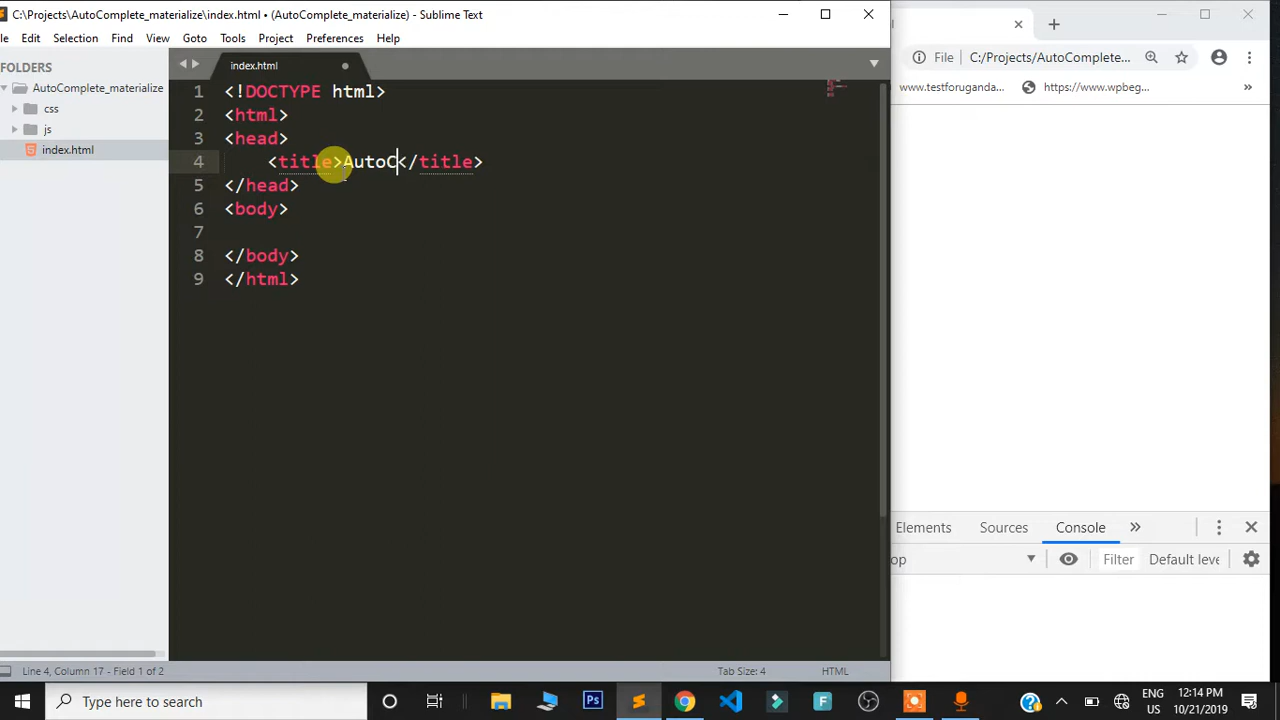 C:\Projects\AutoComplete_materialize\index.html • (AutoComplete_materialize) - Sublime Text
le Edit Selection Find View Goto Tools Project Preferences Help
FOLDERS
AutoComplete_materialize
css
js
index.html
index.html
1 <!DOCTYPE html>
2 <html>
3 <head>
4 <title>AutoC</title>
5 </head>
6 <body>
7
8 </body>
9 </html>
File C:/Projects/AutoComplete...
www.testforuganda
https://www.wpbeg...
»
Elements Sources Console »
op Filter Default leve
Line 4, Column 17 - Field 1 of 2 Tab Size: 4 HTML
Type here to search
Ps
F
ENG
US
12:14 PM
10/21/2019